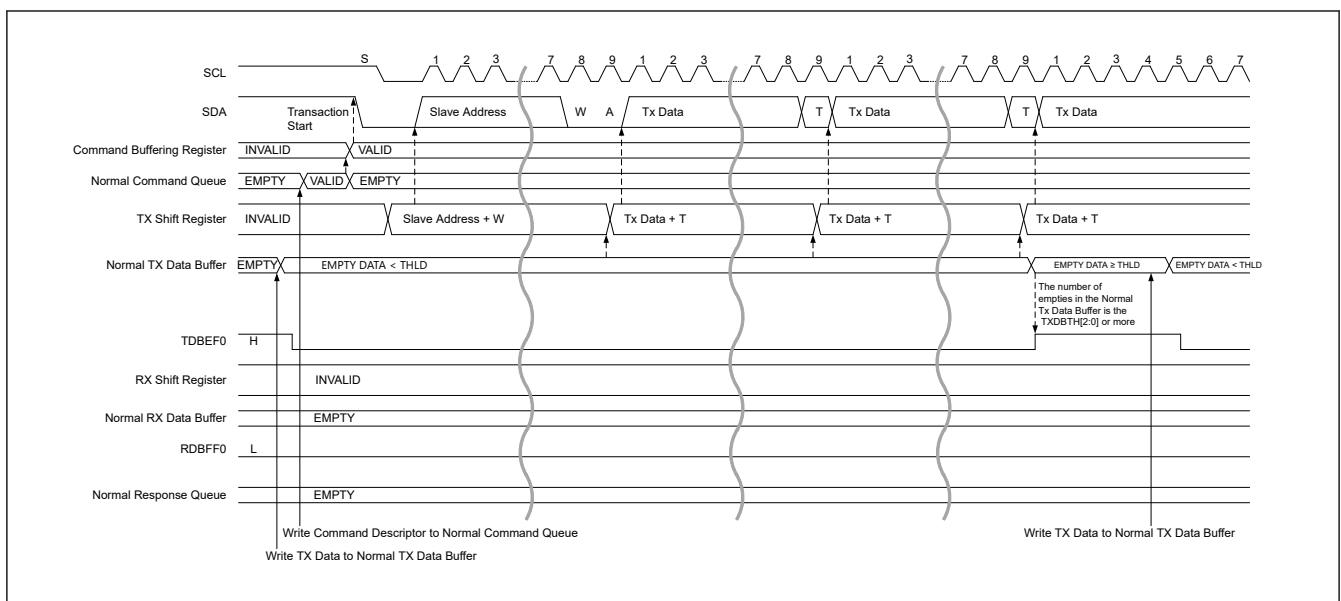 S 1 2 3 7 8 9 1 2 3 7 8 9 1 2 3 7 8 9 1 2 3 4 5 6 7
SCL
SDA Transaction Start Slave Address W A Tx Data T Tx Data T Tx Data
Command Buffering Register INVALID VALID
Normal Command Queue EMPTY VALID EMPTY
TX Shift Register INVALID Slave Address + W Tx Data + T Tx Data + T Tx Data + T
Normal TX Data Buffer EMPTY EMPTY DATA < THLD EMPTY DATA ≥ THLD EMPTY DATA < THLD
The number of
empties in the Normal
Tx Data Buffer is the
TXDBTH[2:0] or more
TDBEF0 H
RX Shift Register INVALID
Normal RX Data Buffer EMPTY
RDBFF0 L
Normal Response Queue EMPTY
Write Command Descriptor to Normal Command Queue Write TX Data to Normal TX Data Buffer
Write TX Data to Normal TX Data Buffer